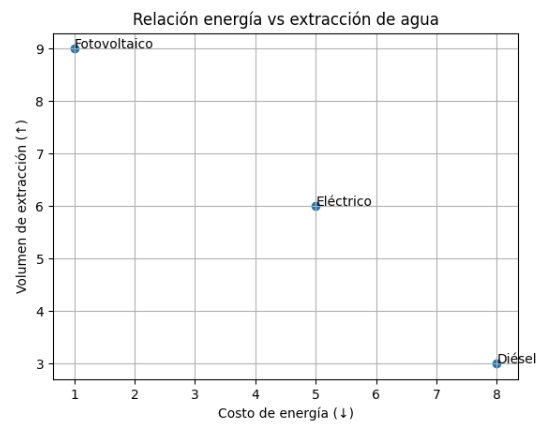 Relación energía vs extracción de agua
Volumen de extracción (↑)
9
8
7
6
5
4
3
Fotovoltaico
Eléctrico
Diésel
1 2 3 4 5 6 7 8
Costo de energía (↓)